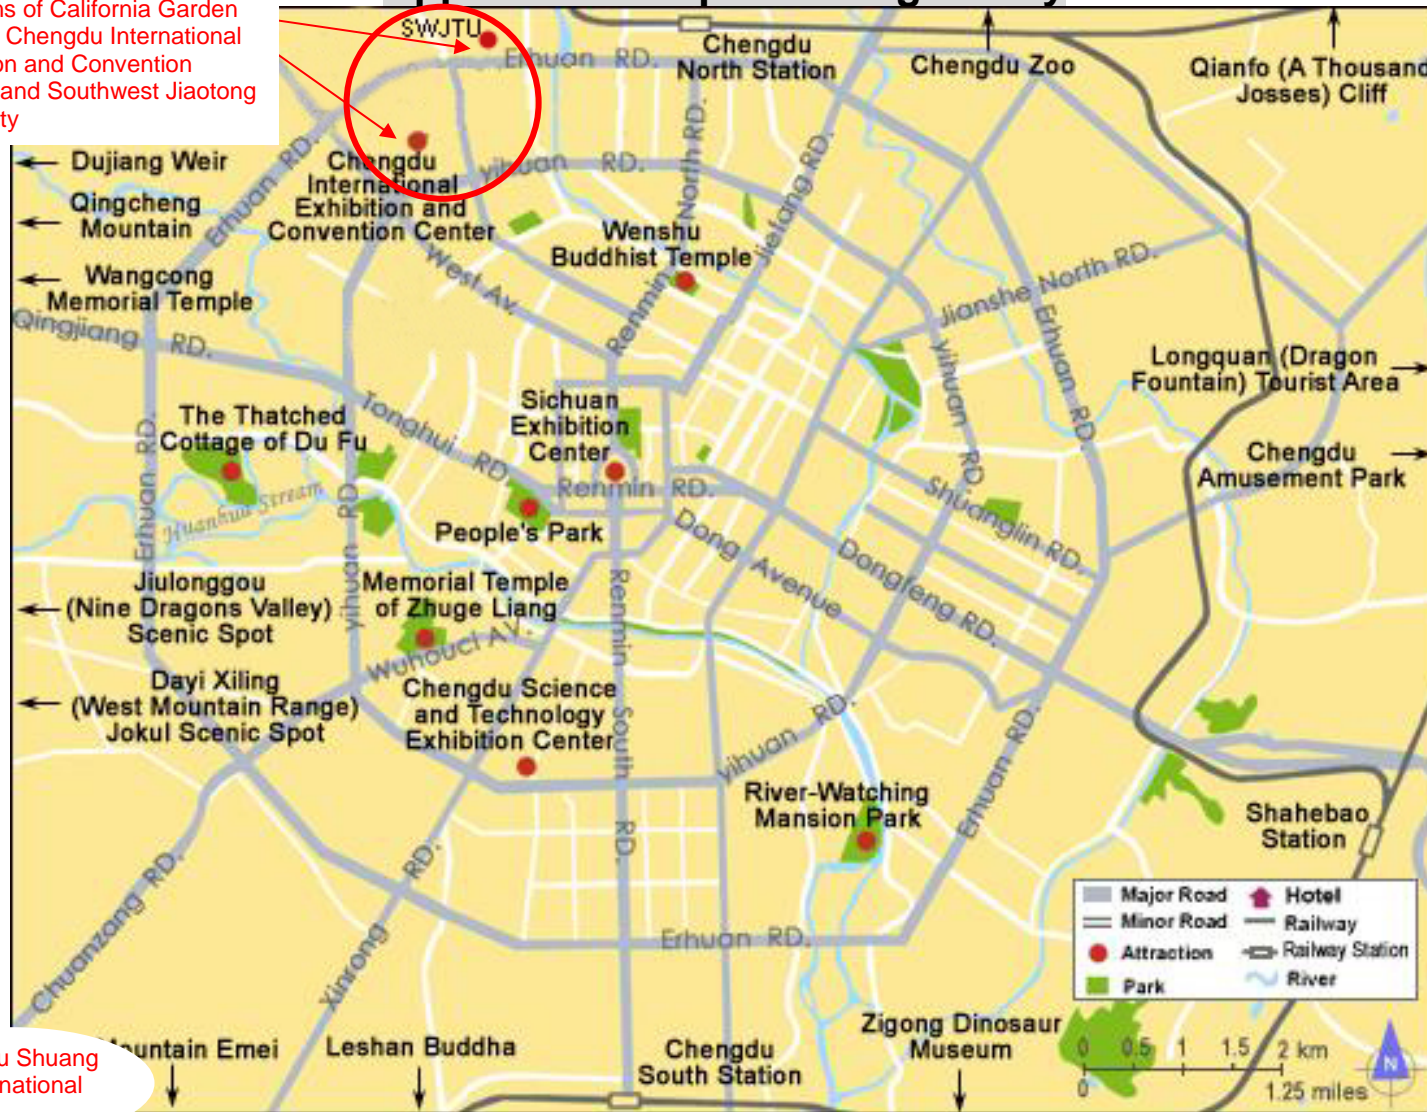 of California Garden
Chengdu International
and Convention
and Southwest Jiaotong
SWJTU
Erhuan RD.
Chengdu
North Station
Chengdu Zoo
Qianfo (A Thousand
Josses) Cliff
Dujiang Weir
Qingcheng
Mountain
Wangcong
Memorial Temple
Erhuan RD.
Chengdu
International
Exhibition and
Convention Center
yihuan RD.
Renmin North RD.
Jiefang RD.
Wenshu
Buddhist Temple
West Av.
Jianshe North RD.
Erhuan RD.
yihuan RD.
Qingjiang RD.
Longquan (Dragon
Fountain) Tourist Area
Chengdu
Amusement Park
The Thatched
Cottage of Du Fu
Tonghui RD.
Sichuan
Exhibition
Center
Renmin RD.
Erhuan RD.
Huanhua Stream
yihuan RD.
People's Park
Dong Avenue
Shuanglin RD.
Dongfeng RD.
Jiulonggou
(Nine Dragons Valley)
Scenic Spot
Memorial Temple
of Zhuge Liang
Wuhouci AV.
Renmin South RD.
Dayi Xiling
(West Mountain Range)
Jokul Scenic Spot
Chengdu Science
and Technology
Exhibition Center
yihuan RD.
Erhuan RD.
River-Watching
Mansion Park
Shahebao
Station
Chuanzang RD.
Xinrong RD.
Erhuan RD.
Major Road
Hotel
Minor Road
Railway
Attraction
Railway Station
Park
River
Shuang
Mountain Emei
Leshan Buddha
Chengdu
South Station
Zigong Dinosaur
Museum
0 0.5 1 1.5 2 km
0 1.25 miles
N